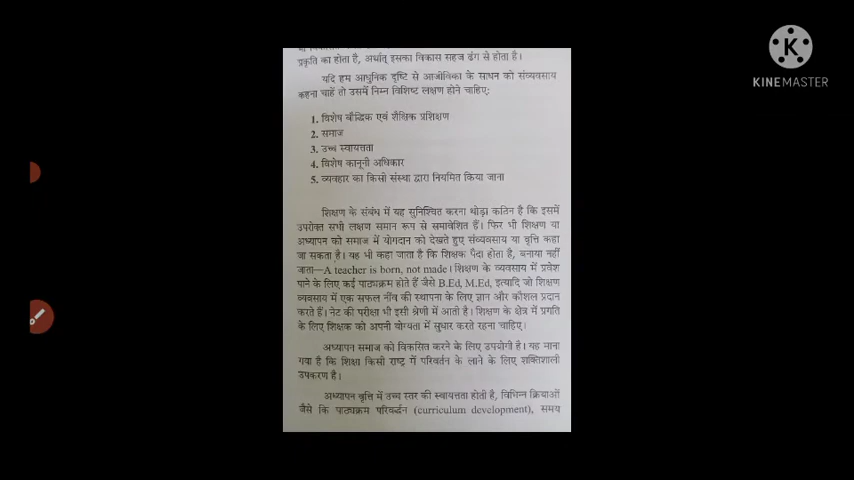 प्रकृति का होता है, अर्थात् इसका विकास सहज ढंग से होता है।
यदि हम आधुनिक दृष्टि से आजीविका के साधन को संव्यवसाय
कहना चाहें तो उसमें निम्न विशिष्ट लक्षण होने चाहिए:
1. विशेष बौद्धिक एवं शैक्षिक प्रशिक्षण
2. समाज
3. उच्च स्वायत्तता
4. विशेष कानूनी अधिकार
5. व्यवहार का किसी संस्था द्वारा नियमित किया जाना
शिक्षण के संबंध में यह सुनिश्चित करना थोड़ा कठिन है कि इसमें
उपरोक्त सभी लक्षण समान रूप से समावेशित हैं। फिर भी शिक्षण या
अध्यापन को समाज में योगदान को देखते हुए संव्यवसाय या वृत्ति कहा
जा सकता है। यह भी कहा जाता है कि शिक्षक पैदा होता है, बनाया नहीं
जाता—A teacher is born, not made। शिक्षण के व्यवसाय में प्रवेश
पाने के लिए कई पाठ्यक्रम होते हैं जैसे B.Ed, M.Ed, इत्यादि जो शिक्षण
व्यवसाय में एक सफल नींव की स्थापना के लिए ज्ञान और कौशल प्रदान
करते हैं। नेट की परीक्षा भी इसी श्रेणी में आती है। शिक्षण के क्षेत्र में प्रगति
के लिए शिक्षक को अपनी योग्यता में सुधार करते रहना चाहिए।
अध्यापन समाज को विकसित करने के लिए उपयोगी है। यह माना
गया है कि शिक्षा किसी राष्ट्र में परिवर्तन के लाने के लिए शक्तिशाली
उपकरण है।
अध्यापन वृत्ति में उच्च स्तर की स्वायत्तता होती है, विभिन्न क्रियाओं
जैसे कि पाठ्यक्रम परिवर्द्धन (curriculum development), समय
K
KINEMASTER